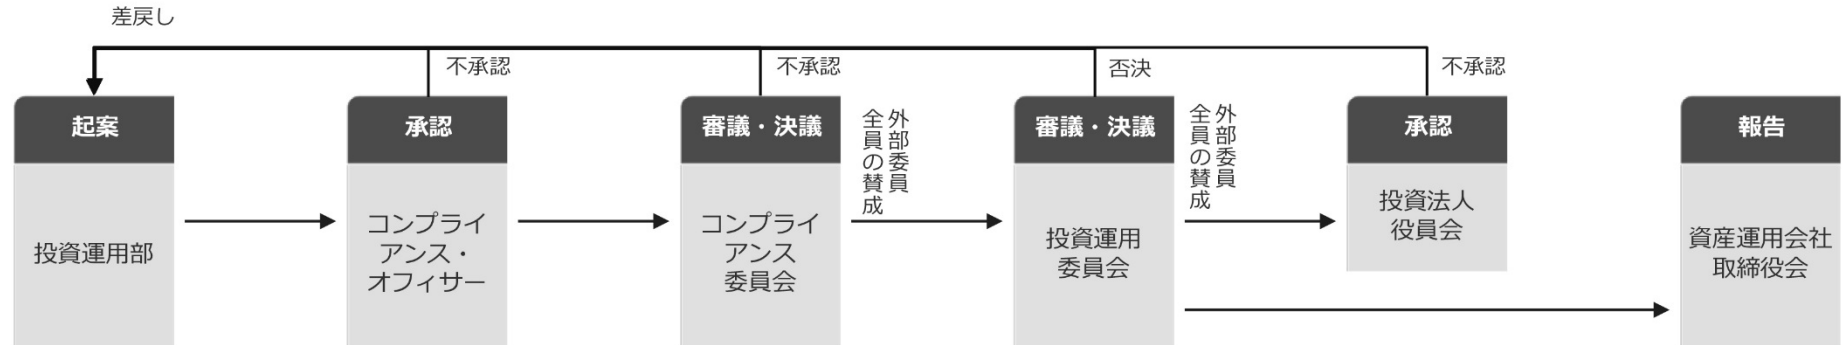 差戻し
不承認
不承認
否決
不承認
起案
投資運用部
承認
コンプライ
アンス・
オフィサー
審議・決議
コンプライ
アンス
委員会
外部委員
全員の賛成
審議・決議
投資運用
委員会
外部委員
全員の賛成
承認
投資法人
役員会
報告
資産運用会社
取締役会